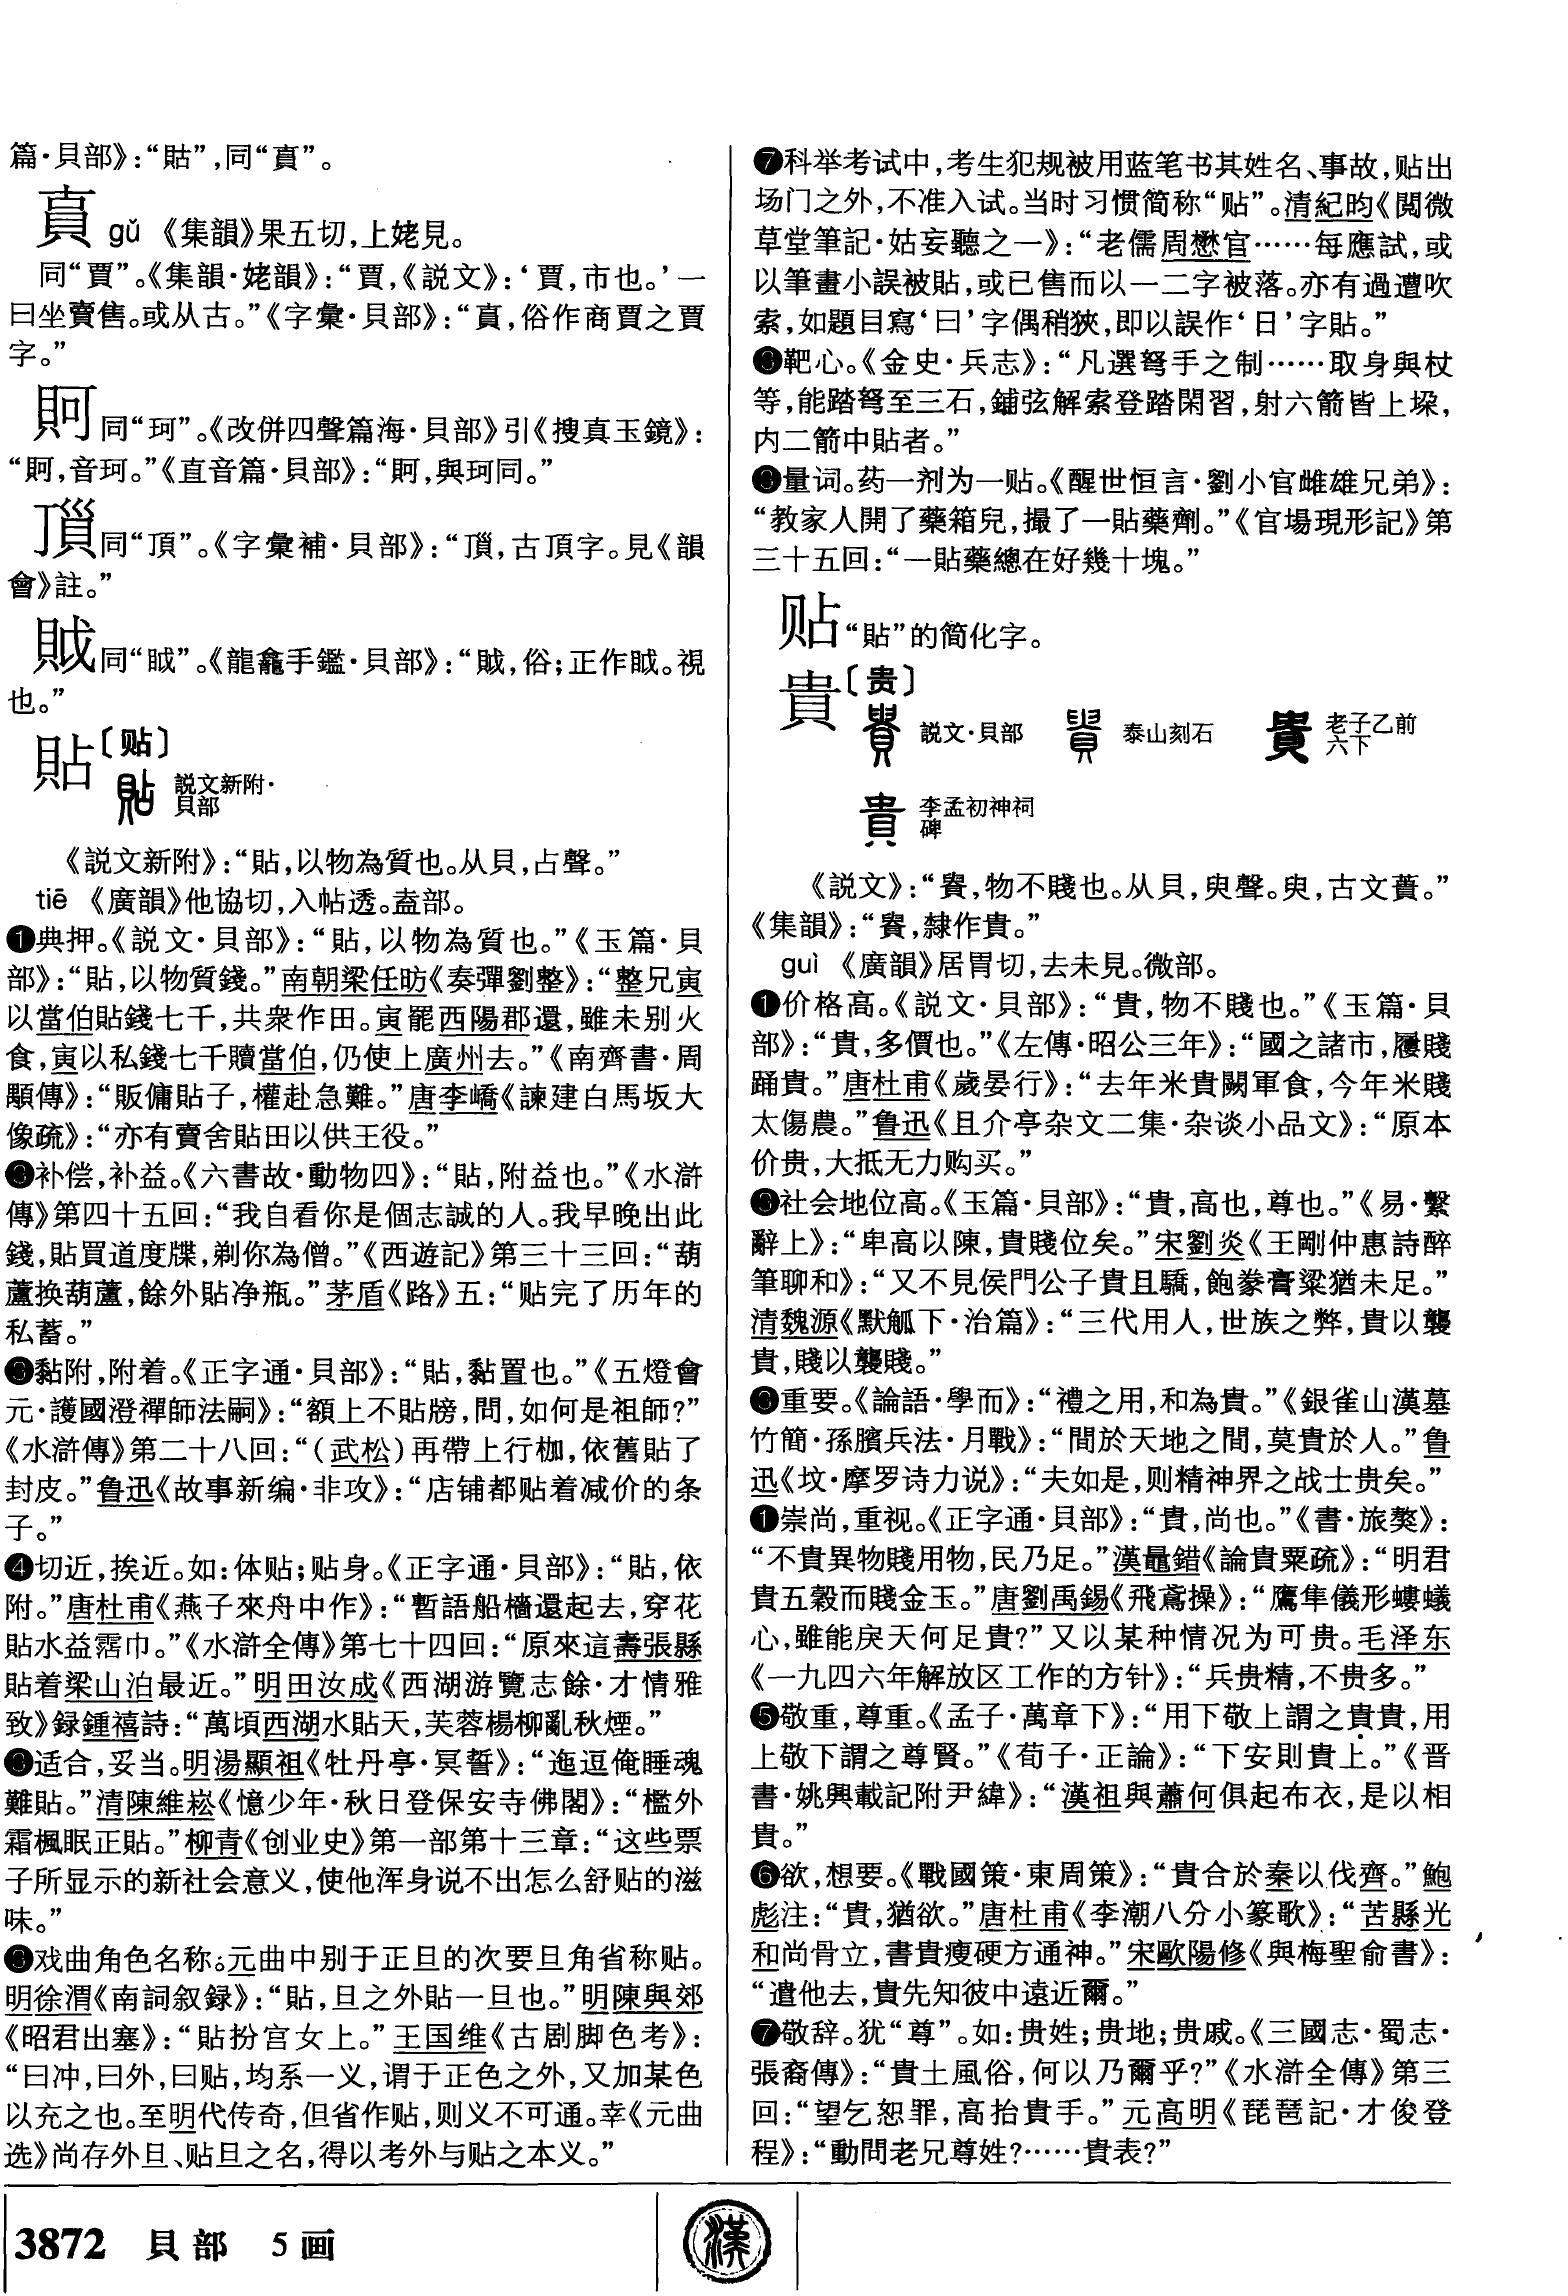 篇·貝部》：“䀦”，同“𧵎”。
𧵎 gǔ 《集韻》果五切，上姥見。
同“賈”。《集韻·姥韻》：“賈，《説文》：‘賈，市也。’一
曰坐賣售。或从古。”《字彙·貝部》：“𧵎，俗作商賈之賈
字。”
同“珂”。《改併四聲篇海·貝部》引《搜真玉鏡》：
音珂。”《直音篇·貝部》：“與珂同。”
同“頂”。《字彙補·貝部》：“古頂字。見《韻
會》註。”
同“䀛”。《龍龕手鑑·貝部》：“俗；正作䀛。視
也。”
貼〔贴〕
説文新附·
貝部
《説文新附》：“貼，以物為質也。从貝，占聲。”
tiē 《廣韻》他協切，入帖透。盍部。
❶典押。《説文·貝部》：“貼，以物為質也。”《玉篇·貝
部》：“貼，以物質錢。”南朝梁任昉《奏彈劉整》：“整兄寅
以當伯貼錢七千，共衆作田。寅罷西陽郡還，雖未别火
食，寅以私錢七千贖當伯，仍使上廣州去。”《南齊書·周
顒傳》：“販傭貼子，權赴急難。”唐李嶠《諫建白馬坂大
像疏》：“亦有賣舍貼田以供王役。”
❷补偿，补益。《六書故·動物四》：“貼，附益也。”《水滸
傳》第四十五回：“我自看你是個志誠的人。我早晚出此
錢，貼買道度牒，剃你為僧。”《西遊記》第三十三回：“葫
蘆换葫蘆，餘外貼净瓶。”茅盾《路》五：“贴完了历年的
私蓄。”
❸黏附，附着。《正字通·貝部》：“貼，黏置也。”《五燈會
元·護國澄禪師法嗣》：“額上不貼牓，問，如何是祖師？”
《水滸傳》第二十八回：“（武松）再帶上行枷，依舊貼了
封皮。”鲁迅《故事新编·非攻》：“店铺都贴着减价的条
子。”
❹切近，挨近。如：体贴；贴身。《正字通·貝部》：“貼，依
附。”唐杜甫《燕子來舟中作》：“暫語船檣還起去，穿花
貼水益霑巾。”《水滸全傳》第七十四回：“原來這壽張縣
貼着梁山泊最近。”明田汝成《西湖游覽志餘·才情雅
致》録鍾禧詩：“萬頃西湖水貼天，芙蓉楊柳亂秋煙。”
❺适合，妥当。明湯顯祖《牡丹亭·冥誓》：“迤逗俺睡魂
難貼。”清陳維崧《憶少年·秋日登保安寺佛閣》：“檻外
霜楓眠正貼。”柳青《创业史》第一部第十三章：“这些票
子所显示的新社会意义，使他浑身说不出怎么舒贴的滋
味。”
❻戏曲角色名称。元曲中别于正旦的次要旦角省称贴。
明徐渭《南詞叙録》：“貼，旦之外貼一旦也。”明陳與郊
《昭君出塞》：“貼扮宫女上。”王国维《古剧脚色考》：
“曰冲，曰外，曰贴，均系一义，谓于正色之外，又加某色
以充之也。至明代传奇，但省作贴，则义不可通。幸《元曲
选》尚存外旦、贴旦之名，得以考外与贴之本义。”
❼科举考试中，考生犯规被用蓝笔书其姓名、事故，贴出
场门之外，不准入试。当时习惯简称“贴”。清紀昀《閲微
草堂筆記·姑妄聽之一》：“老儒周懋官……每應試，或
以筆畫小誤被貼，或已售而以一二字被落。亦有過遭吹
索，如題目寫‘曰’字偶稍狹，即以誤作‘日’字貼。”
❽靶心。《金史·兵志》：“凡選弩手之制……取身與杖
等，能踏弩至三石，鋪弦解索登踏閑習，射六箭皆上垜，
内二箭中貼者。”
❾量词。药一剂为一贴。《醒世恒言·劉小官雌雄兄弟》：
“教家人開了藥箱兒，撮了一貼藥劑。”《官場現形記》第
三十五回：“一貼藥總在好幾十塊。”
贴 “貼”的简化字。
貴〔贵〕
説文·貝部 泰山刻石 老子乙前
六下
李孟初神祠
碑
《説文》：“䝿，物不賤也。从貝，臾聲。臾，古文蕢。”
《集韻》：“䝿，隸作貴。”
guì 《廣韻》居胃切，去未見。微部。
❶价格高。《説文·貝部》：“貴，物不賤也。”《玉篇·貝
部》：“貴，多價也。”《左傳·昭公三年》：“國之諸市，屨賤
踊貴。”唐杜甫《歲晏行》：“去年米貴闕軍食，今年米賤
太傷農。”鲁迅《且介亭杂文二集·杂谈小品文》：“原本
价贵，大抵无力购买。”
❷社会地位高。《玉篇·貝部》：“貴，高也，尊也。”《易·繫
辭上》：“卑高以陳，貴賤位矣。”宋劉炎《王剛仲惠詩醉
筆聊和》：“又不見侯門公子貴且驕，飽豢膏粱猶未足。”
清魏源《默觚下·治篇》：“三代用人，世族之弊，貴以襲
貴，賤以襲賤。”
❸重要。《論語·學而》：“禮之用，和為貴。”《銀雀山漢墓
竹簡·孫臏兵法·月戰》：“間於天地之間，莫貴於人。”鲁
迅《坟·摩罗诗力说》：“夫如是，则精神界之战士贵矣。”
❹崇尚，重视。《正字通·貝部》：“貴，尚也。”《書·旅獒》：
“不貴異物賤用物，民乃足。”漢鼂錯《論貴粟疏》：“明君
貴五穀而賤金玉。”唐劉禹錫《飛鳶操》：“鷹隼儀形螻蟻
心，雖能戾天何足貴？”又以某种情况为可贵。毛泽东
《一九四六年解放区工作的方针》：“兵贵精，不贵多。”
❺敬重，尊重。《孟子·萬章下》：“用下敬上謂之貴貴，用
上敬下謂之尊賢。”《荀子·正論》：“下安則貴上。”《晋
書·姚興載記附尹緯》：“漢祖與蕭何俱起布衣，是以相
貴。”
❻欲，想要。《戰國策·東周策》：“貴合於秦以伐齊。”鮑
彪注：“貴，猶欲。”唐杜甫《李潮八分小篆歌》：“苦縣光
和尚骨立，書貴瘦硬方通神。”宋歐陽修《與梅聖俞書》：
“遣他去，貴先知彼中遠近爾。”
❼敬辞。犹“尊”。如：贵姓；贵地；贵戚。《三國志·蜀志·
張裔傳》：“貴土風俗，何以乃爾乎？”《水滸全傳》第三
回：“望乞恕罪，高抬貴手。”元高明《琵琶記·才俊登
程》：“動問老兄尊姓？……貴表？”
3872 貝部 5画
漢